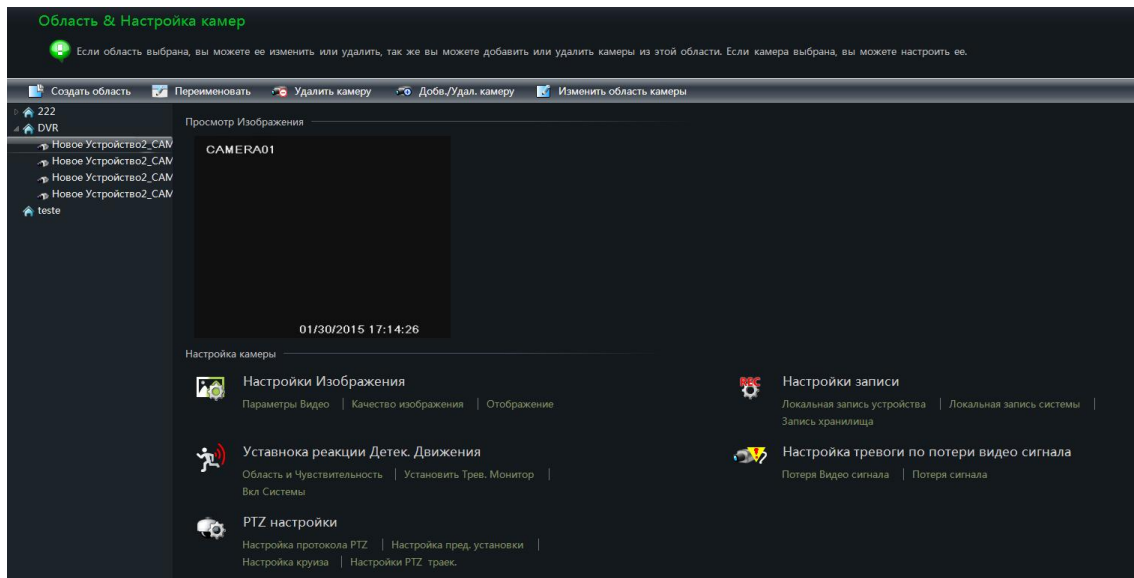 Область & Настройка камер
Если область выбрана, вы можете ее изменить или удалить, так же вы можете добавить или удалить камеры из этой области. Если камера выбрана, вы можете настроить ее.
Создать область Переименовать Удалить камеру Добв./Удал. камеру Изменить область камеры
222
DVR
Новое Устройство2_CAM
Новое Устройство2_CAM
Новое Устройство2_CAM
Новое Устройство2_CAM
teste
Просмотр Изображения
CAMERA01
01/30/2015 17:14:26
Настройка камеры
Настройки Изображения
Параметры Видео | Качество изображения | Отображение
REC
Настройки записи
Локальная запись устройства | Локальная запись системы |
Запись хранилища
Уставнока реакции Детек. Движения
Область и Чувствительность | Установить Трев. Монитор |
Вкл Системы
Настройка тревоги по потери видео сигнала
Потеря Видео сигнала | Потеря сигнала
PTZ настройки
Настройка протокола PTZ | Настройка пред. установки |
Настройка круиза | Настройки PTZ траек.